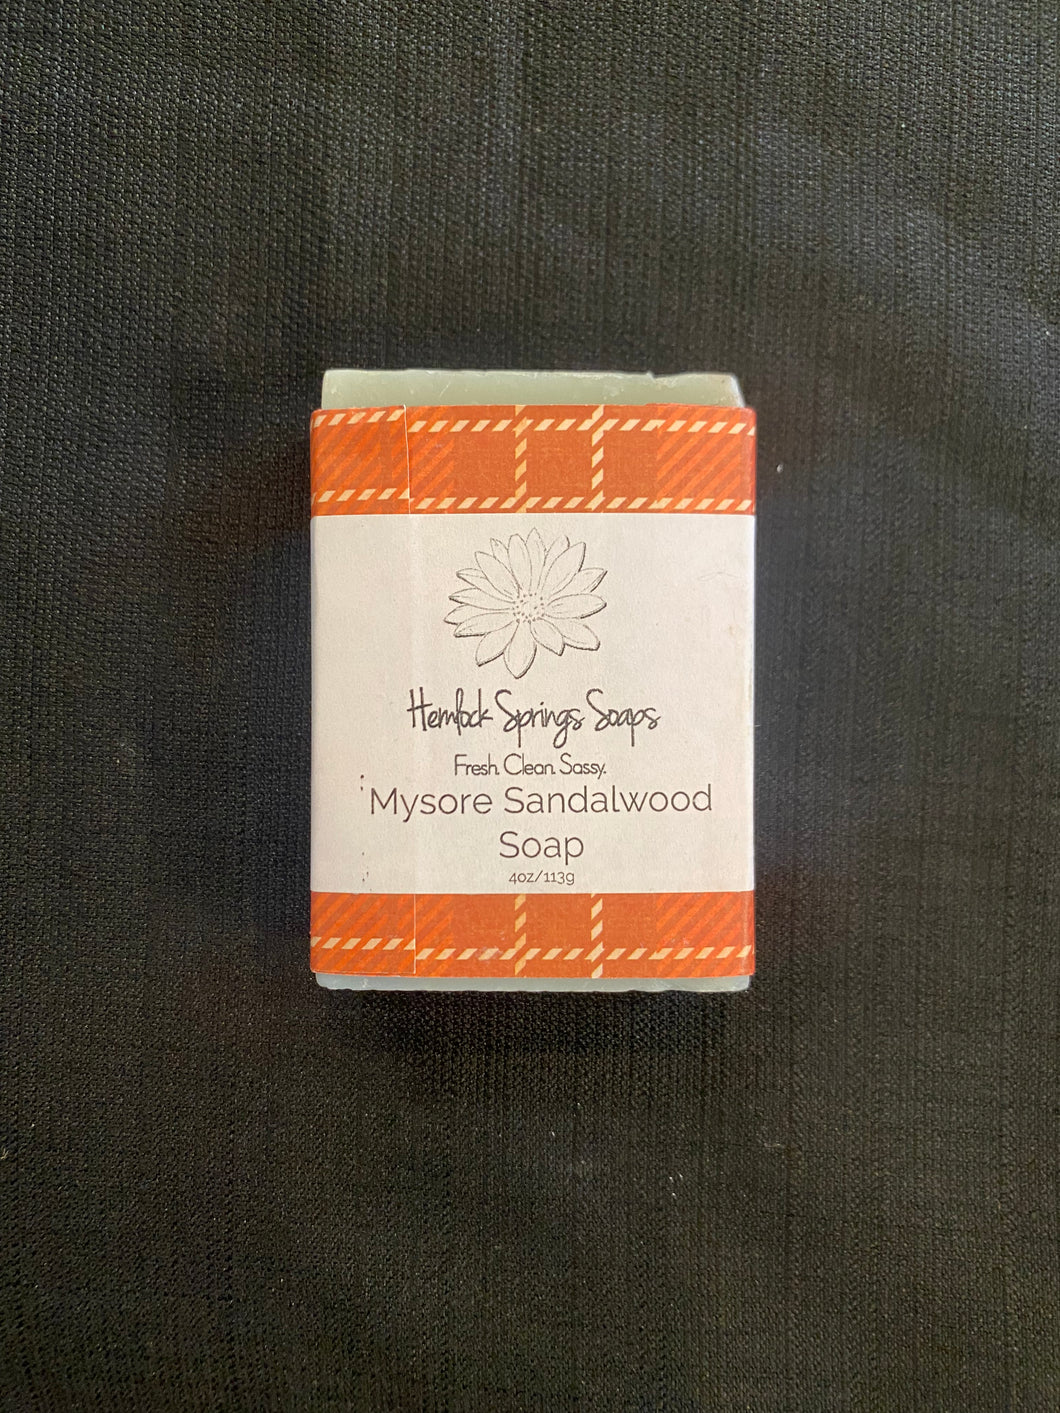 Hemlock Springs Soaps
Fresh. Clean. Sassy.
Mysore Sandalwood
Soap
4oz/113g